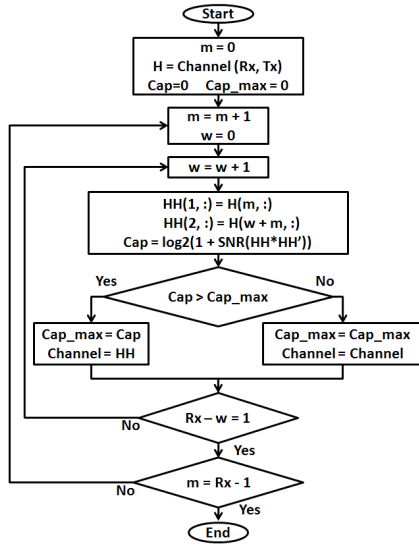 Start
m = 0
H = Channel (Rx, Tx)
Cap=0 Cap_max = 0
m = m + 1
w = 0
w = w + 1
HH(1, :) = H(m, :)
HH(2, :) = H(w + m, :)
Cap = log2(1 + SNR(HH*HH'))
Yes
No
Cap > Cap_max
Cap_max = Cap
Channel = HH
Cap_max = Cap_max
Channel = Channel
Rx – w = 1
No
Yes
m = Rx - 1
No
Yes
End